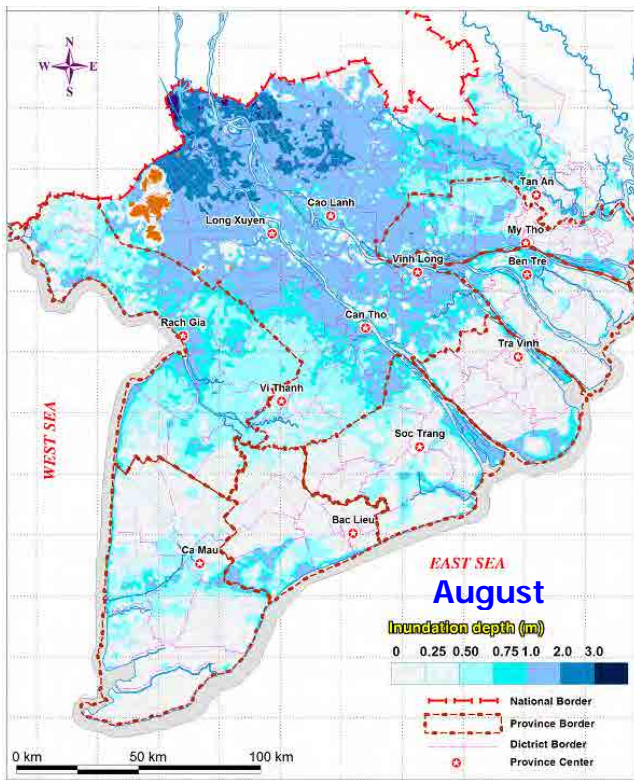 N
W E
S
Tan An
Cao Lanh
Long Xuyen
My Tho
Vinh Long
Ben Tre
Can Tho
Rach Gia
Tra Vinh
Vi Thanh
WEST SEA
Soc Trang
Bac Lieu
Ca Mau
EAST SEA
August
Inundation depth (m)
0 0.25 0.50 0.75 1.0 2.0 3.0
National Border
Province Border
Dictrict Border
Province Center
0 km 50 km 100 km